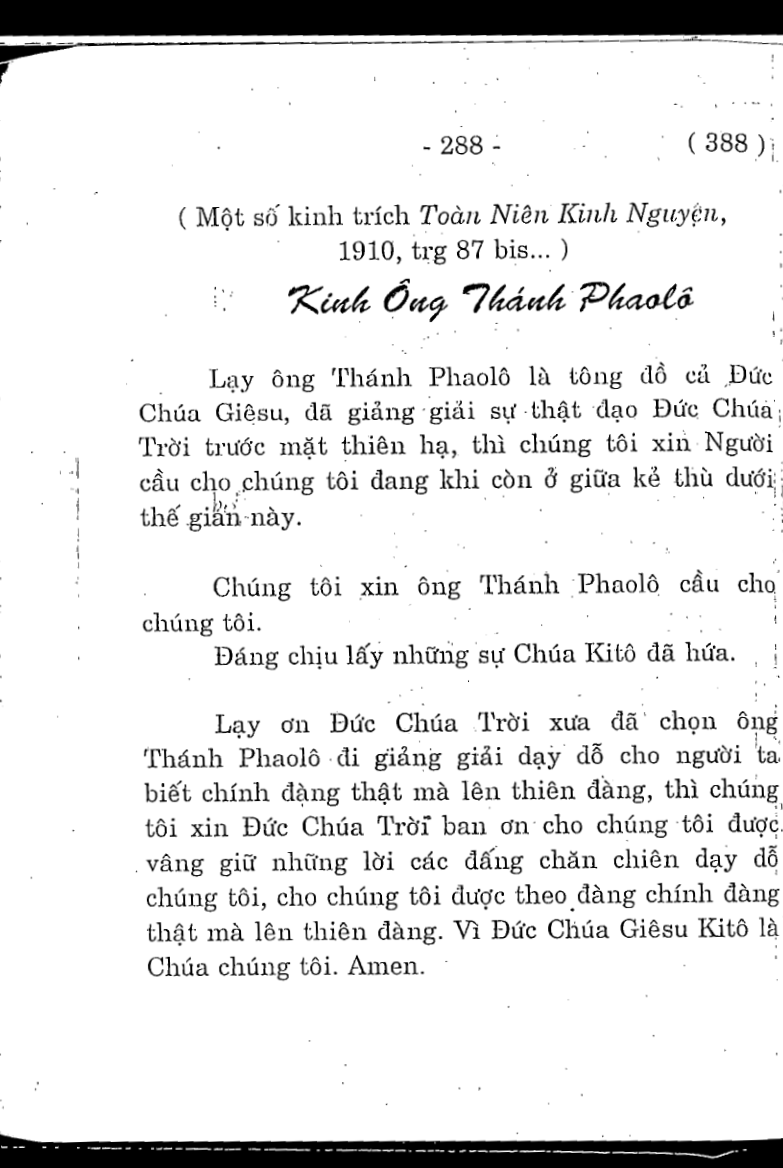 - 288 - ( 388 )
( Một số kinh trích Toàn Niên Kinh Nguyện,
1910, trg 87 bis... )
Kinh Ông Thánh Phaolô
Lạy ông Thánh Phaolô là tông đồ cả Đức
Chúa Giêsu, đã giảng giải sự thật đạo Đức Chúa
Trời trước mặt thiên hạ, thì chúng tôi xin Người
cầu cho chúng tôi đang khi còn ở giữa kẻ thù dưới
thế gian này.
Chúng tôi xin ông Thánh Phaolô cầu cho
chúng tôi.
Đáng chịu lấy những sự Chúa Kitô đã hứa.
Lạy ơn Đức Chúa Trời xưa đã chọn ông
Thánh Phaolô đi giảng giải dạy dỗ cho người ta
biết chính đàng thật mà lên thiên đàng, thì chúng
tôi xin Đức Chúa Trời ban ơn cho chúng tôi được
vâng giữ những lời các đấng chăn chiên dạy dỗ
chúng tôi, cho chúng tôi được theo đàng chính đàng
thật mà lên thiên đàng. Vì Đức Chúa Giêsu Kitô là
Chúa chúng tôi. Amen.